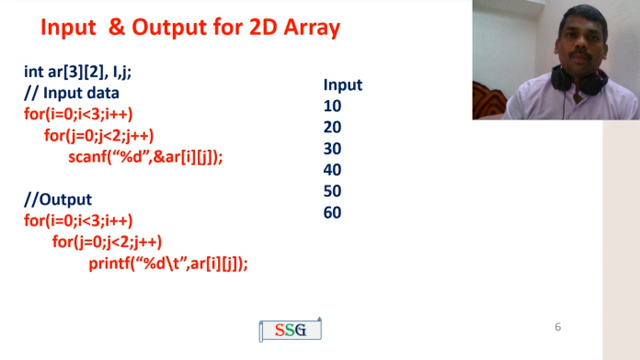 Input & Output for 2D Array
int ar[3][2], I,j;
// Input data
for(i=0;i<3;i++)
for(j=0;j<2;j++)
scanf(“%d”,&ar[i][j]);
//Output
for(i=0;i<3;i++)
for(j=0;j<2;j++)
printf(“%d\t”,ar[i][j]);
Input
10
20
30
40
50
60
SSG
6